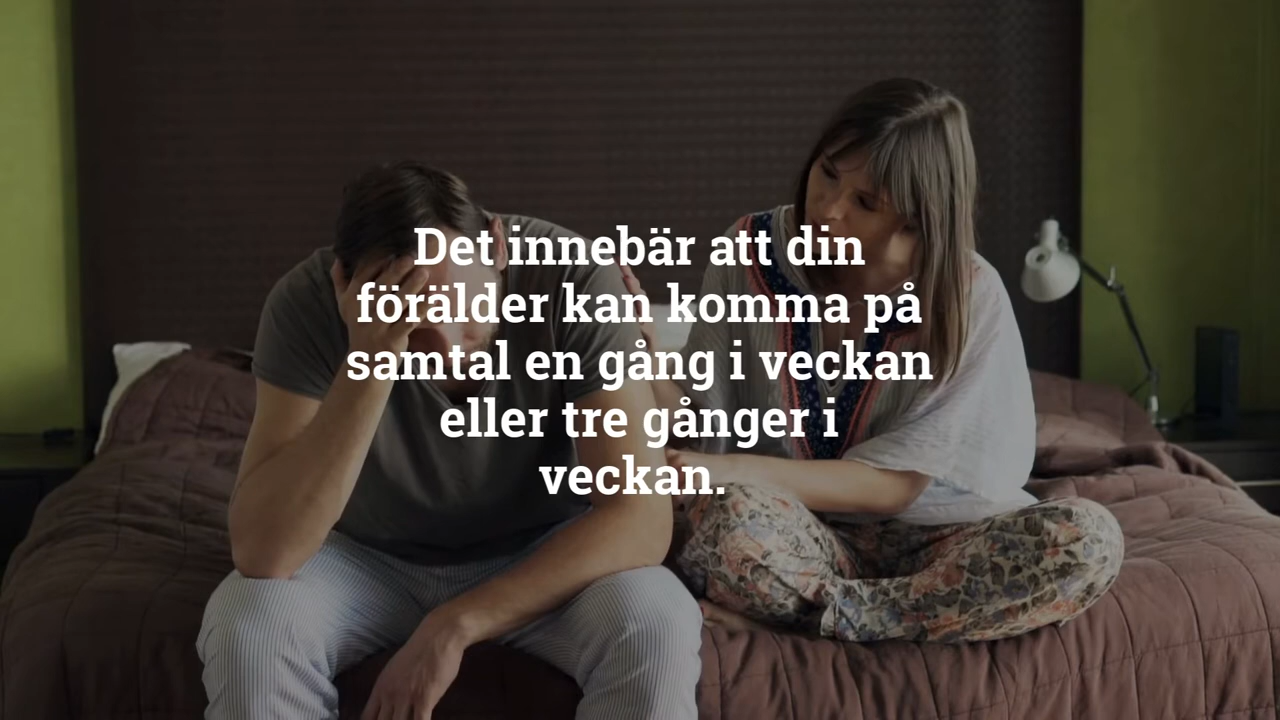 Det innebär att din
förälder kan komma på
samtal en gång i veckan
eller tre gånger i
veckan.